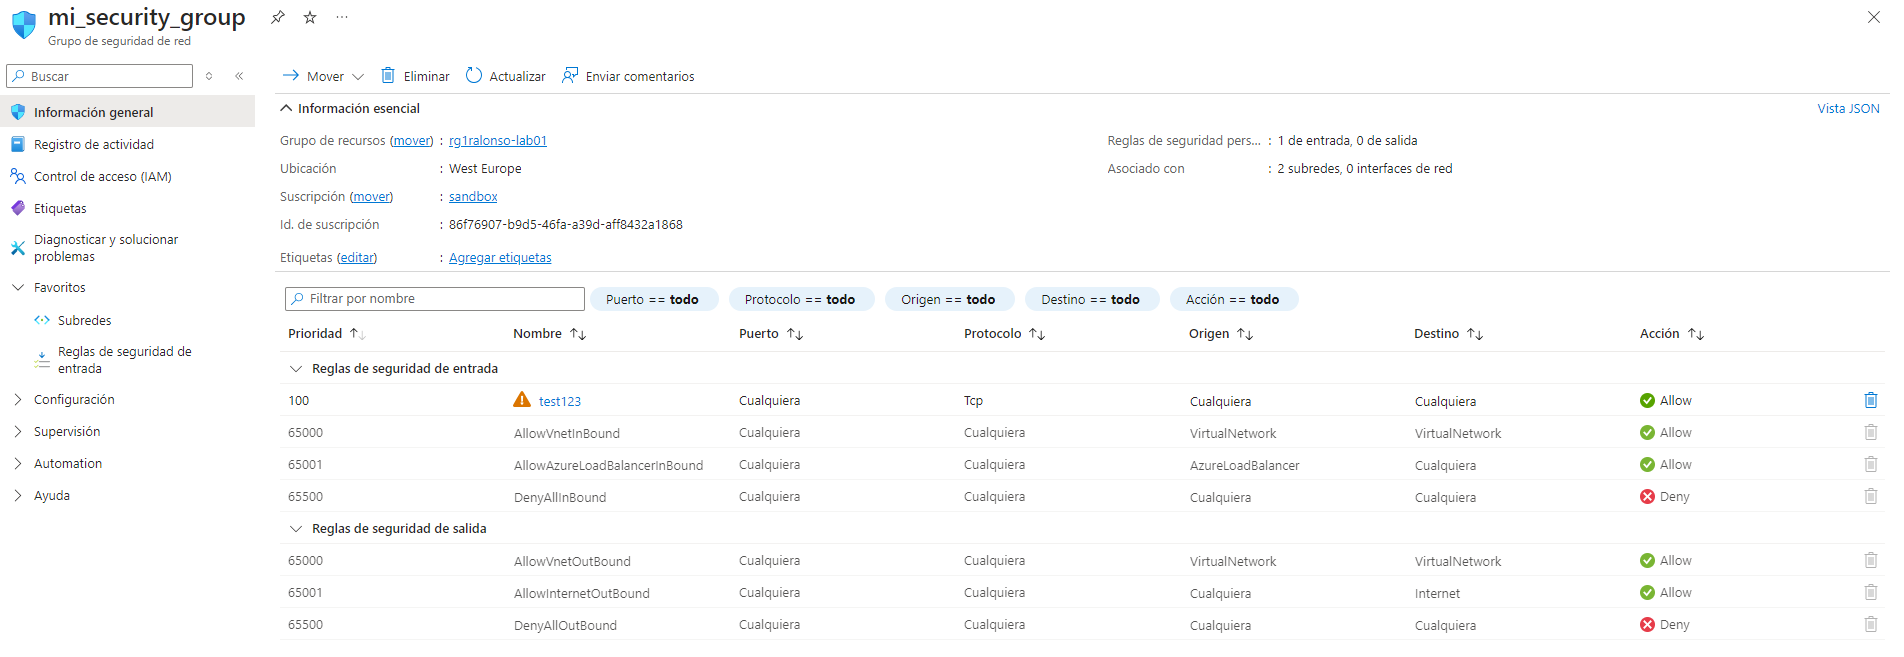 mi_security_group
Grupo de seguridad de red
Buscar
Mover Eliminar Actualizar Enviar comentarios
Información general
Registro de actividad
Control de acceso (IAM)
Etiquetas
Diagnosticar y solucionar
problemas
Favoritos
Subredes
Reglas de seguridad de
entrada
Configuración
Supervisión
Automation
Ayuda
Información esencial
Vista JSON
Grupo de recursos (mover) : rg1ralonso-lab01
Ubicación : West Europe
Suscripción (mover) : sandbox
Id. de suscripción : 86f76907-b9d5-46fa-a39d-aff8432a1868
Etiquetas (editar) : Agregar etiquetas
Reglas de seguridad pers... : 1 de entrada, 0 de salida
Asociado con : 2 subredes, 0 interfaces de red
Filtrar por nombre Puerto == todo Protocolo == todo Origen == todo Destino == todo Acción == todo
Prioridad Nombre Puerto Protocolo Origen Destino Acción
Reglas de seguridad de entrada
100 test123 Cualquiera Tcp Cualquiera Cualquiera Allow
65000 AllowVnetInBound Cualquiera Cualquiera VirtualNetwork VirtualNetwork Allow
65001 AllowAzureLoadBalancerInBound Cualquiera Cualquiera AzureLoadBalancer Cualquiera Allow
65500 DenyAllInBound Cualquiera Cualquiera Cualquiera Cualquiera Deny
Reglas de seguridad de salida
65000 AllowVnetOutBound Cualquiera Cualquiera VirtualNetwork VirtualNetwork Allow
65001 AllowInternetOutBound Cualquiera Cualquiera Cualquiera Internet Allow
65500 DenyAllOutBound Cualquiera Cualquiera Cualquiera Cualquiera Deny